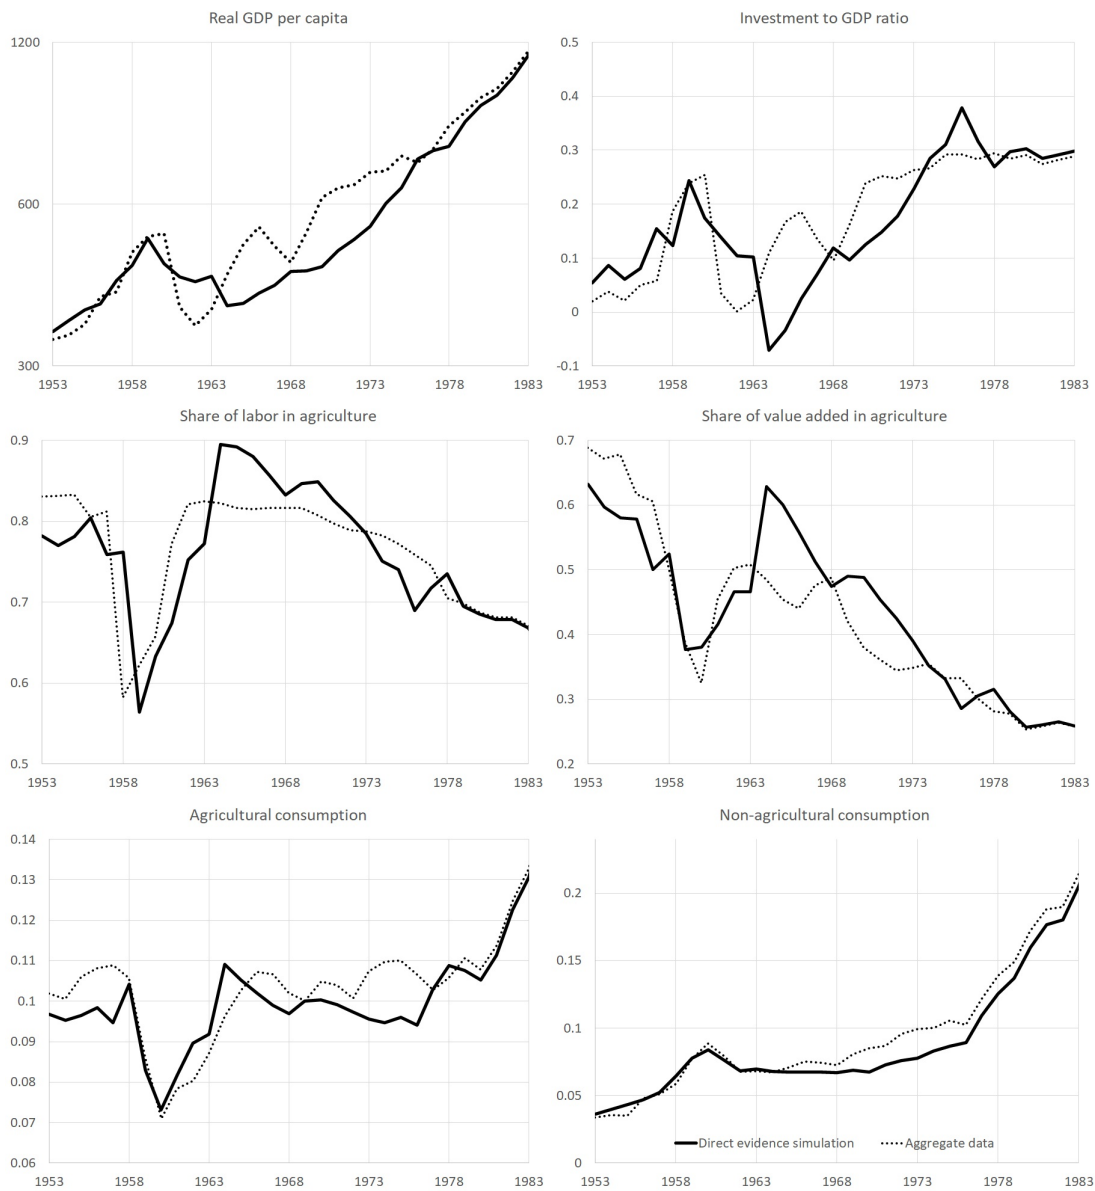 Real GDP per capita
1200
600
300
1953 1958 1963 1968 1973 1978 1983
Investment to GDP ratio
0.5
0.4
0.3
0.2
0.1
0
-0.1
1953 1958 1963 1968 1973 1978 1983
Share of labor in agriculture
0.9
0.8
0.7
0.6
0.5
1953 1958 1963 1968 1973 1978 1983
Share of value added in agriculture
0.7
0.6
0.5
0.4
0.3
0.2
1953 1958 1963 1968 1973 1978 1983
Agricultural consumption
0.14
0.13
0.12
0.11
0.1
0.09
0.08
0.07
0.06
1953 1958 1963 1968 1973 1978 1983
Non-agricultural consumption
0.2
0.15
0.1
0.05
0
Direct evidence simulation Aggregate data
1953 1958 1963 1968 1973 1978 1983